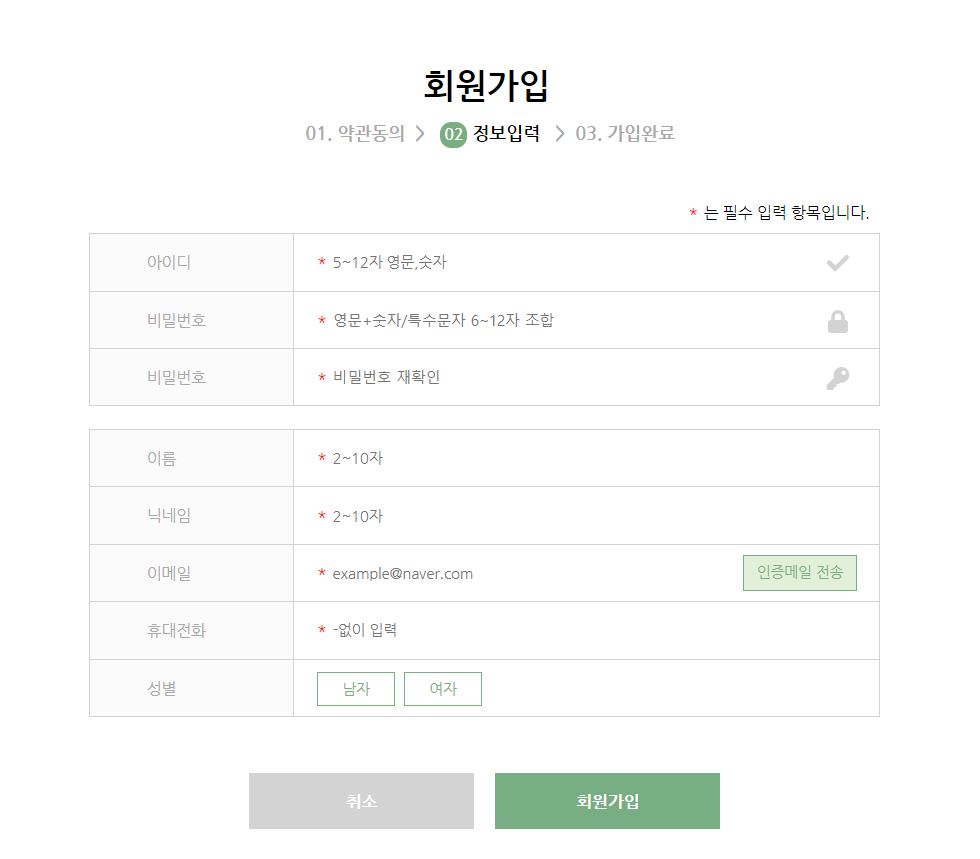 회원가입
01. 약관동의 > 02 정보입력 > 03. 가입완료
* 는 필수 입력 항목입니다.
아이디 * 5~12자 영문,숫자
비밀번호 * 영문+숫자/특수문자 6~12자 조합
비밀번호 * 비밀번호 재확인
이름 * 2~10자
닉네임 * 2~10자
이메일 * example@naver.com 인증메일 전송
휴대전화 * -없이 입력
성별 남자 여자
취소 회원가입